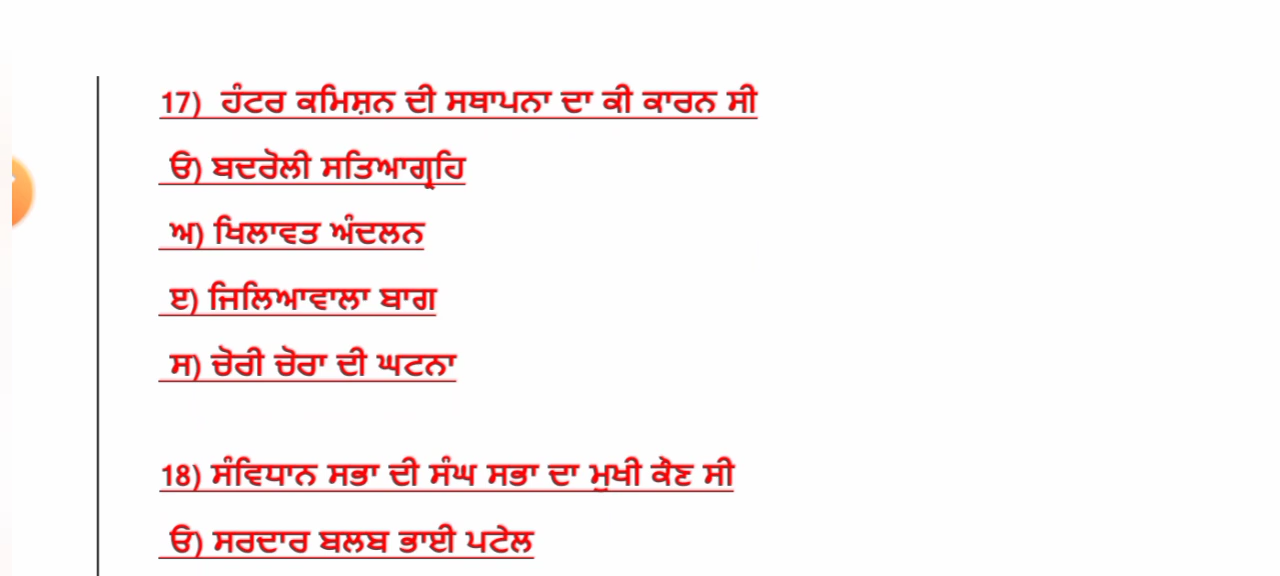 17) ਹੰਟਰ ਕਮਿਸ਼ਨ ਦੀ ਸਥਾਪਨਾ ਦਾ ਕੀ ਕਾਰਨ ਸੀ
ਓ) ਬਦਰੋਲੀ ਸਤਿਆਗ੍ਰਹਿ
ਅ) ਖਿਲਾਵਤ ਅੰਦਲਨ
ੲ) ਜਿਲਿਆਵਾਲਾ ਬਾਗ
ਸ) ਚੋਰੀ ਚੋਰਾ ਦੀ ਘਟਨਾ
18) ਸੰਵਿਧਾਨ ਸਭਾ ਦੀ ਸੰਘ ਸਭਾ ਦਾ ਮੁਖੀ ਕੌਣ ਸੀ
ਓ) ਸਰਦਾਰ ਬਲਬ ਭਾਈ ਪਟੇਲ